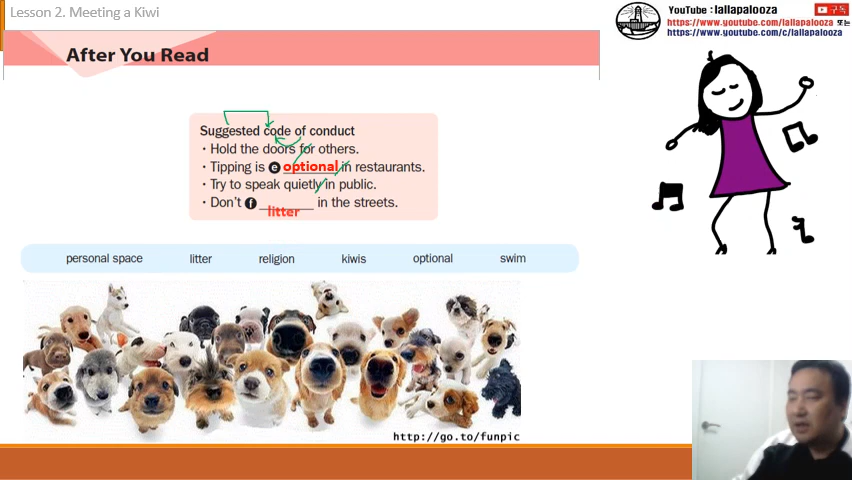 Lesson 2. Meeting a Kiwi
YouTube : lallapalooza
구독
https://www.youtube.com/lallapalooza 또는
https://www.youtube.com/c/lallapalooza
After You Read
Suggested code of conduct
• Hold the doors for others.
• Tipping is e optional in restaurants.
• Try to speak quietly in public.
• Don't f litter in the streets.
personal space litter religion kiwis optional swim
http://go.to/funpic